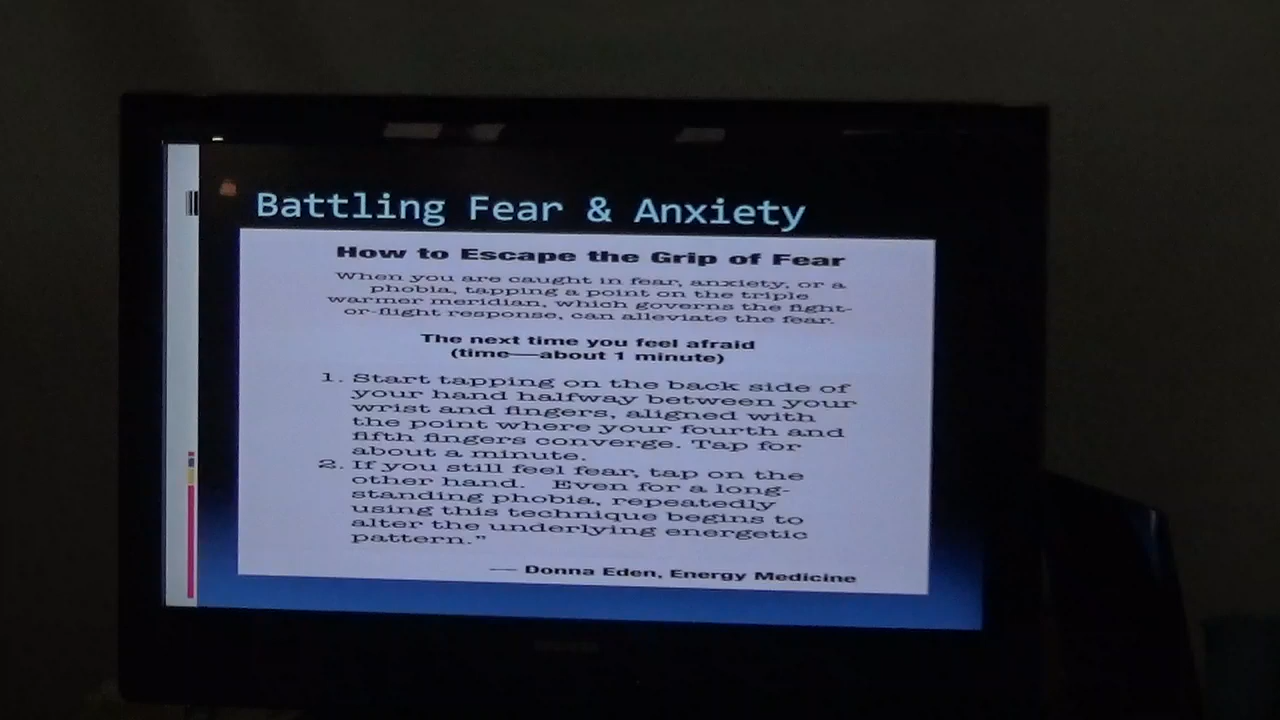 Battling Fear & Anxiety
How to Escape the Grip of Fear
When you are caught in fear, anxiety, or a
phobia, tapping a point on the triple
warmer meridian, which governs the fight-
or-flight response, can alleviate the fear.
The next time you feel afraid
(time—about 1 minute)
1. Start tapping on the back side of
your hand halfway between your
wrist and fingers, aligned with
the point where your fourth and
fifth fingers converge. Tap for
about a minute.
2. If you still feel fear, tap on the
other hand. Even for a long-
standing phobia, repeatedly
using this technique begins to
alter the underlying energetic
pattern.”
— Donna Eden, Energy Medicine